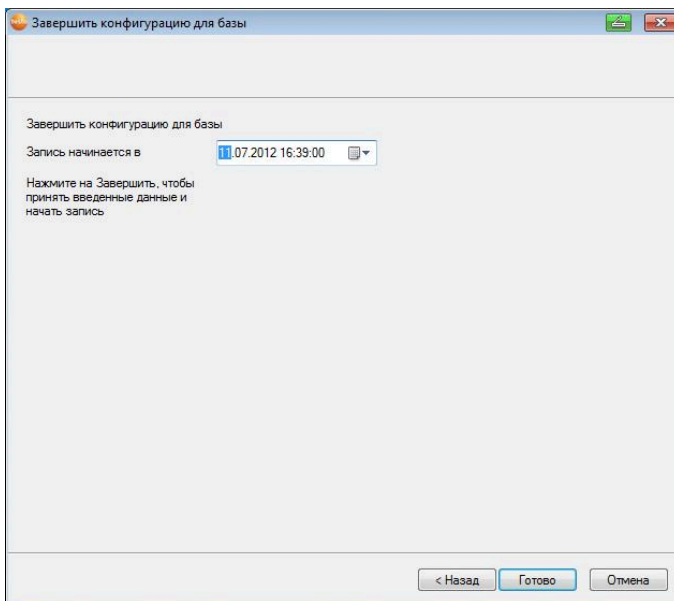 Завершить конфигурацию для базы
Завершить конфигурацию для базы
Запись начинается в 11.07.2012 16:39:00
Нажмите на Завершить, чтобы
принять введенные данные и
начать запись
< Назад Готово Отмена